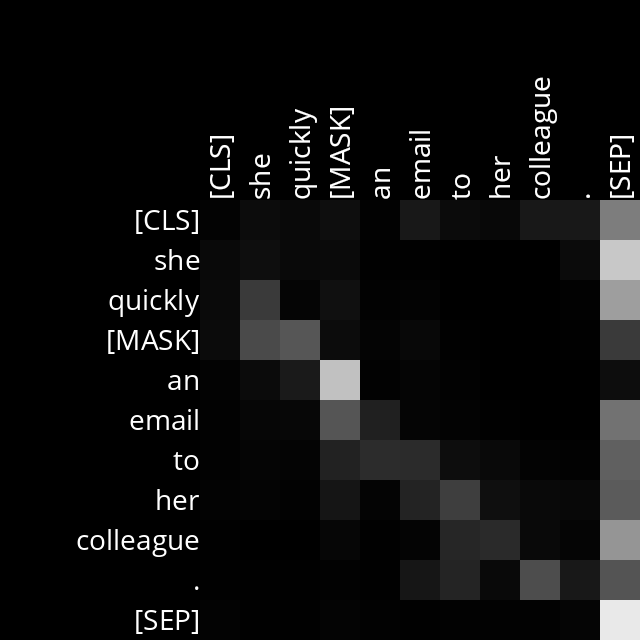 [CLS] she quickly [MASK] an email to her colleague . [SEP]
[CLS]
she
quickly
[MASK]
an
email
to
her
colleague
.
[SEP]